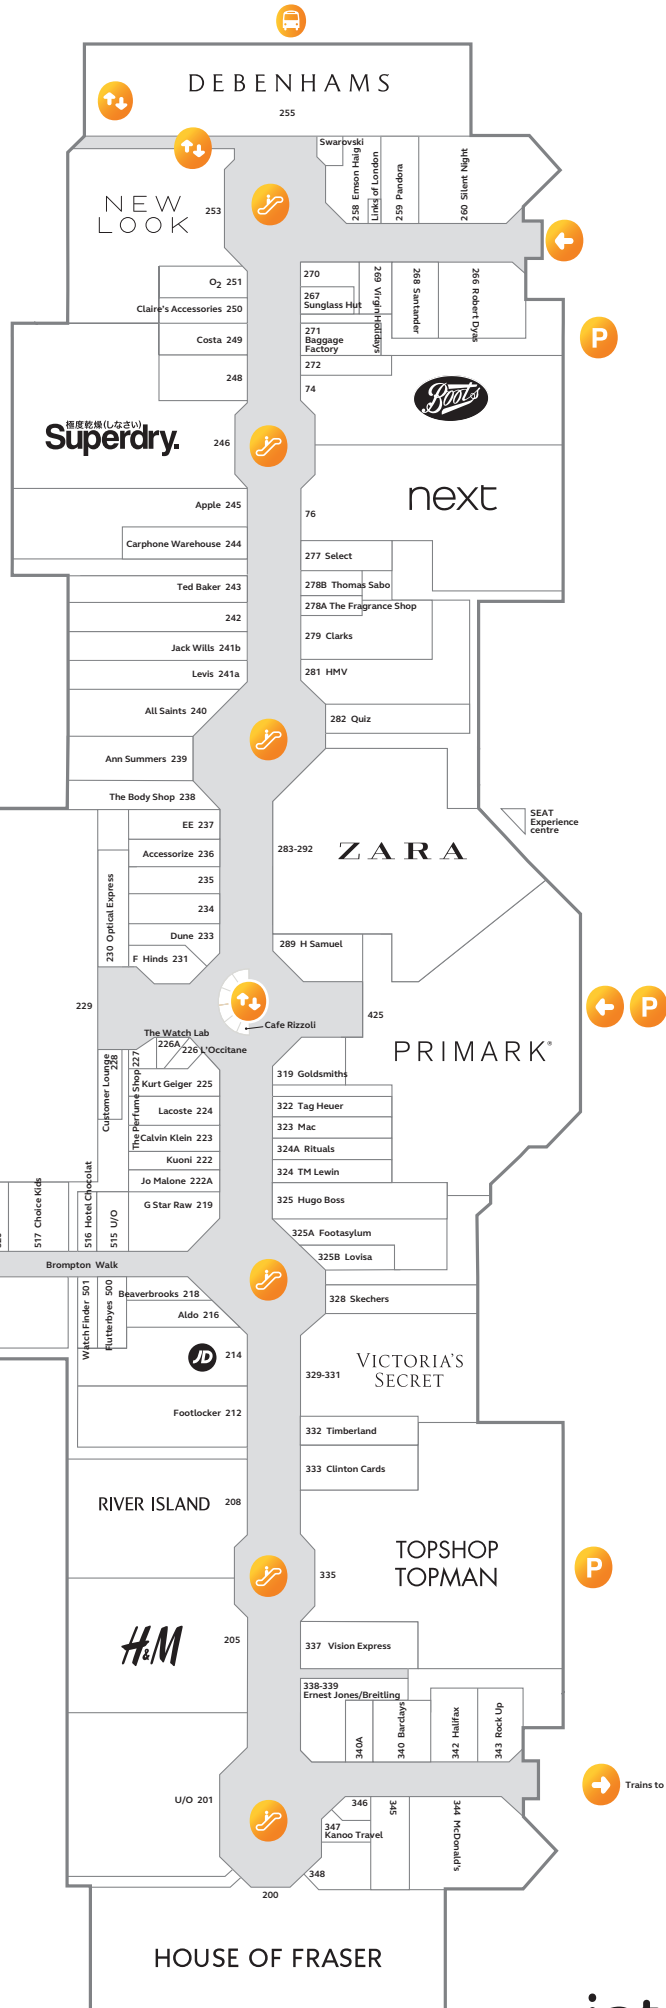 DEBENHAMS
255
Swarovski
258 Emson Haig
Links of London
259 Pandora
260 Silent Night
NEW
LOOK
253
O2 251
Claire's Accessories 250
Costa 249
248
270
267
Sunglass Hut
269 Virgin Holidays
268 Santander
266 Robert Dyas
271
Baggage
Factory
272
74
Boots
P
極度乾燥(しなさい)
Superdry.
246
next
76
Apple 245
Carphone Warehouse 244
Ted Baker 243
242
Jack Wills 241b
Levis 241a
All Saints 240
Ann Summers 239
The Body Shop 238
277 Select
278B Thomas Sabo
278A The Fragrance Shop
279 Clarks
281 HMV
282 Quiz
283-292
ZARA
SEAT
Experience
centre
EE 237
Accessorize 236
235
234
Dune 233
F Hinds 231
230 Optical Express
229
289 H Samuel
425
Cafe Rizzoli
P
PRIMARK®
The Watch Lab
226A
226 L'Occitane
Customer Lounge
228
The Perfume Shop 227
Kurt Geiger 225
Lacoste 224
Calvin Klein 223
Kuoni 222
Jo Malone 222A
G Star Raw 219
319 Goldsmiths
322 Tag Heuer
323 Mac
324A Rituals
324 TM Lewin
325 Hugo Boss
325A Footasylum
325B Lovisa
328 Skechers
517 Choice Kids
516 Hotel Chocolat
515 U/O
Brompton Walk
Watch Finder 501
Flutterbyes 500
Beaverbrooks 218
Aldo 216
JD
214
Footlocker 212
329-331
VICTORIA'S
SECRET
332 Timberland
333 Clinton Cards
RIVER ISLAND 208
TOPSHOP
TOPMAN
335
P
H&M
205
337 Vision Express
338-339
Ernest Jones/Breitling
340A
340 Barclays
342 Halifax
343 Rock Up
U/O 201
346
347
Kanoo Travel
345
344 McDonald's
348
Trains to
200
HOUSE OF FRASER